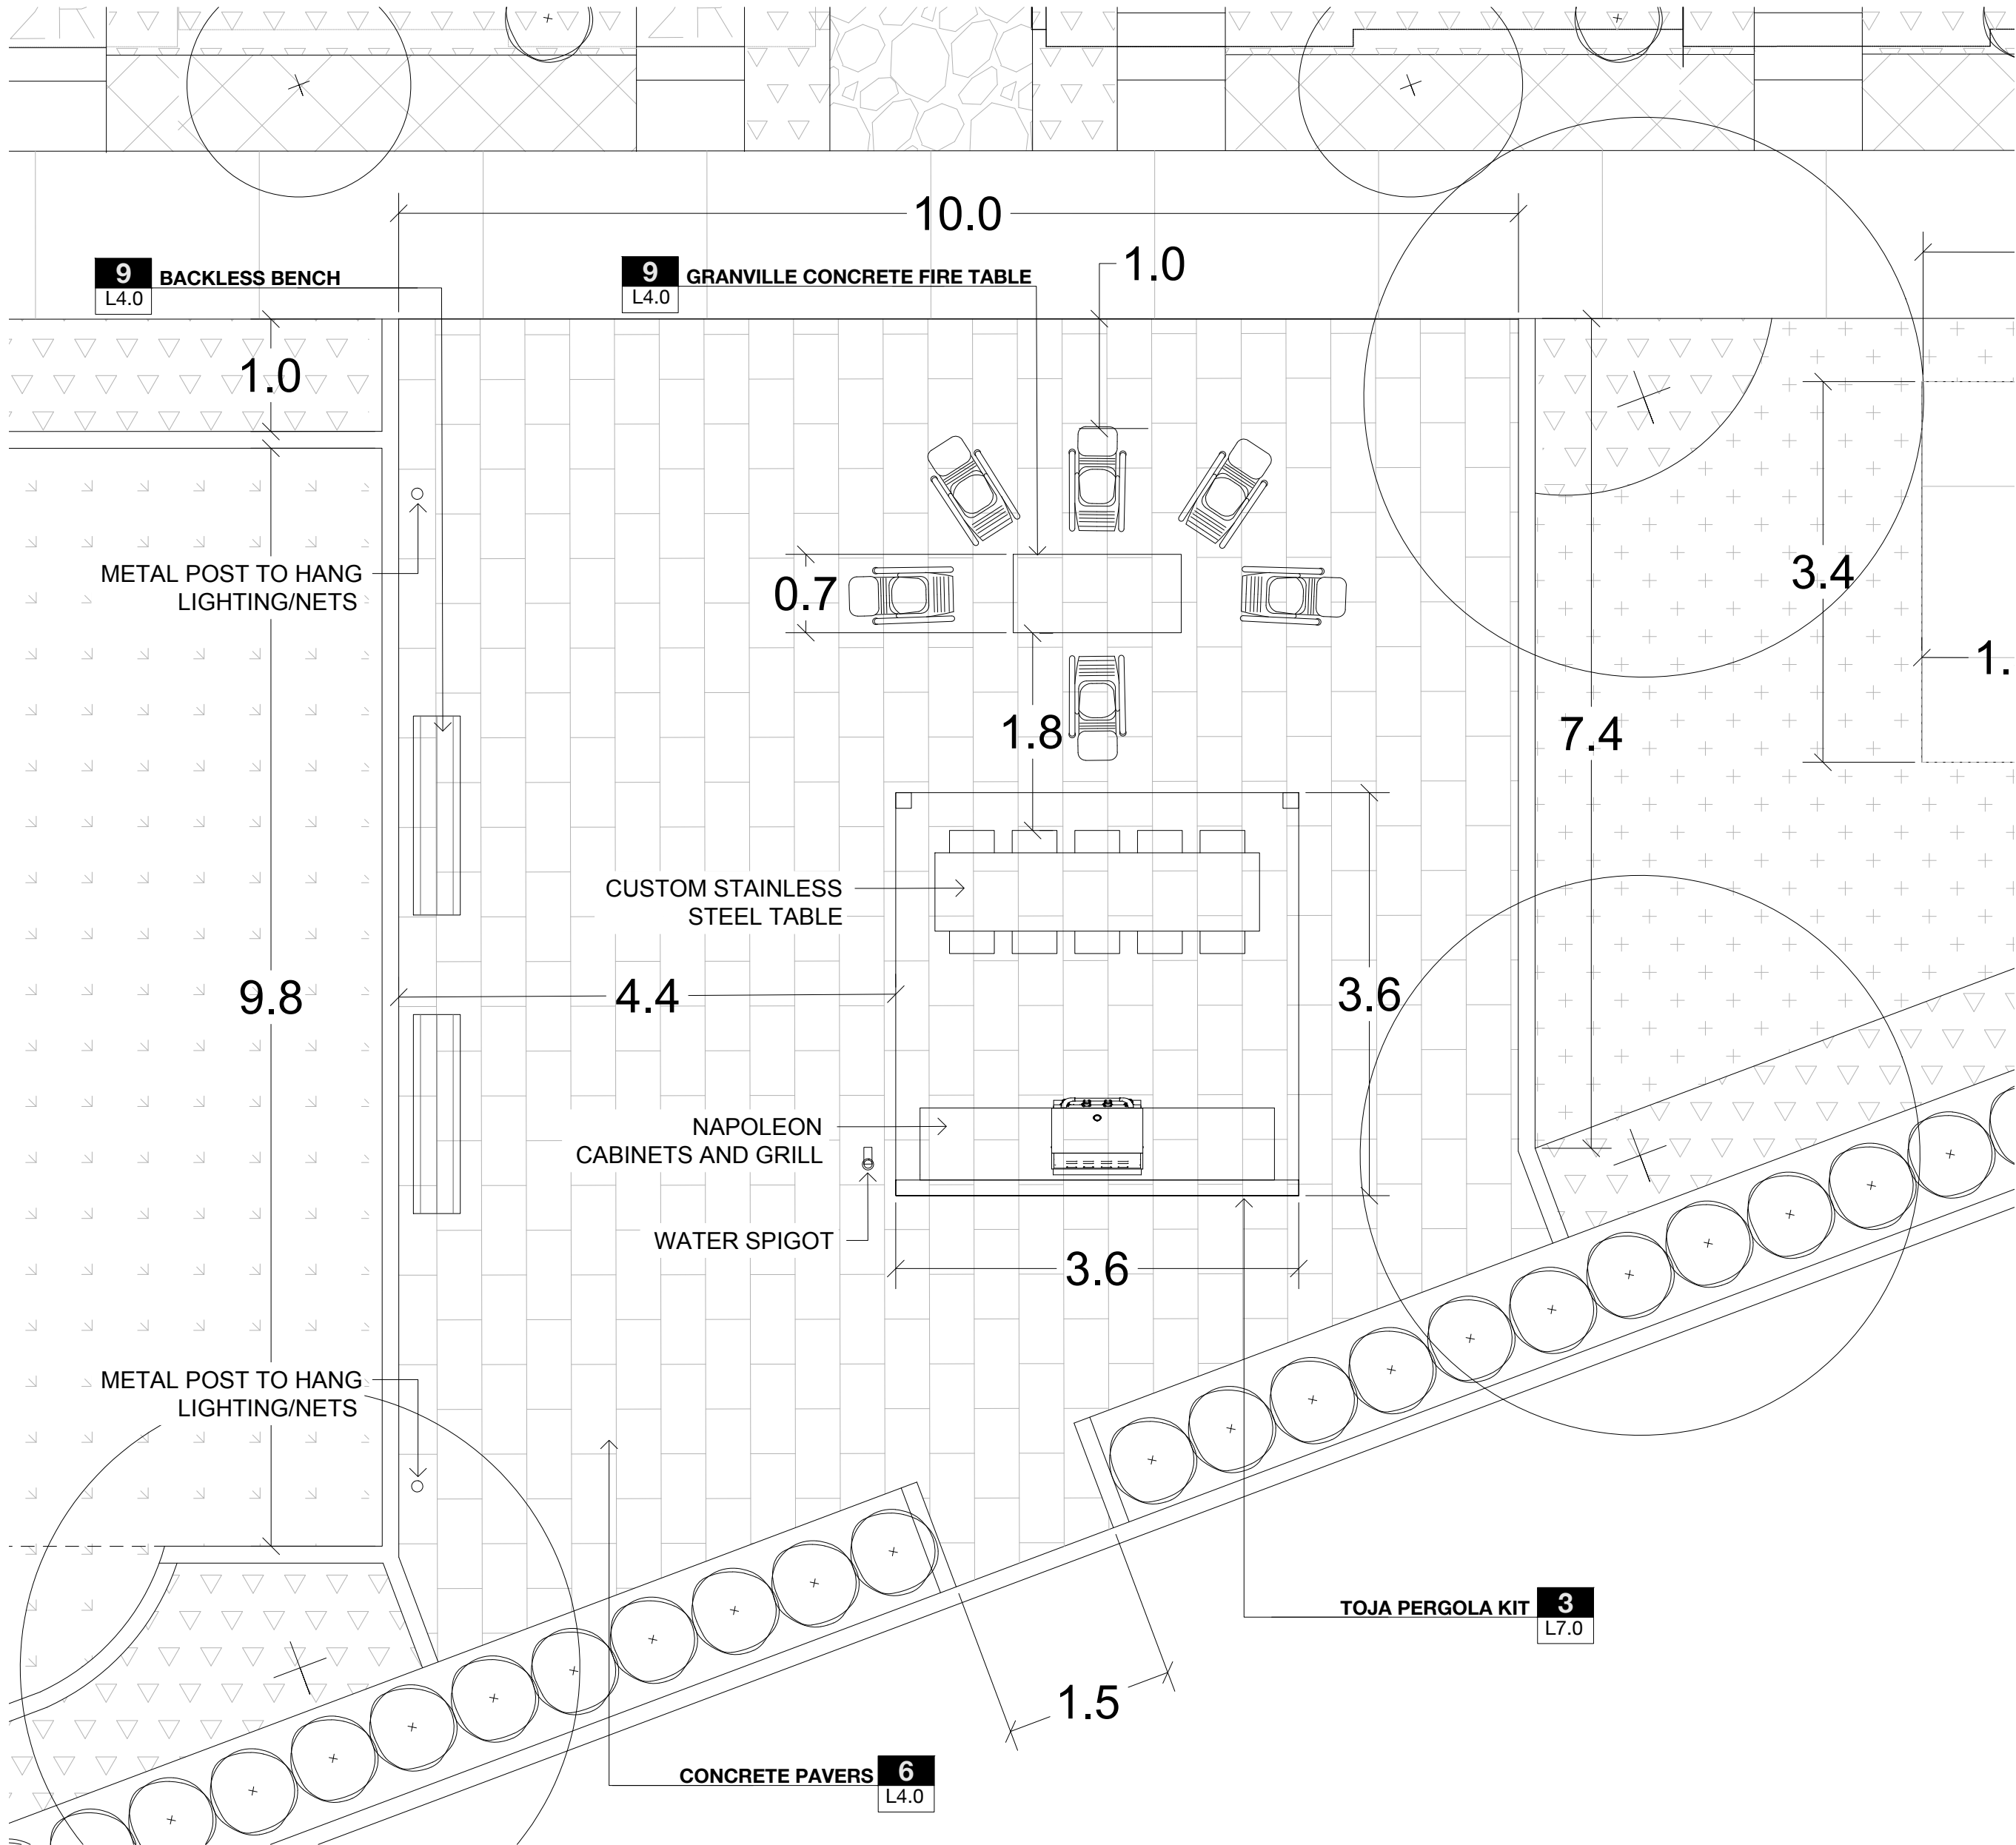 2R
2R
10.0
1.0
9
L4.0
BACKLESS BENCH
9
L4.0
GRANVILLE CONCRETE FIRE TABLE
1.0
METAL POST TO HANG
LIGHTING/NETS
0.7
3.4
1.8
7.4
CUSTOM STAINLESS
STEEL TABLE
9.8
4.4
3.6
NAPOLEON
CABINETS AND GRILL
WATER SPIGOT
3.6
METAL POST TO HANG
LIGHTING/NETS
TOJA PERGOLA KIT
3
L7.0
1.5
CONCRETE PAVERS
6
L4.0